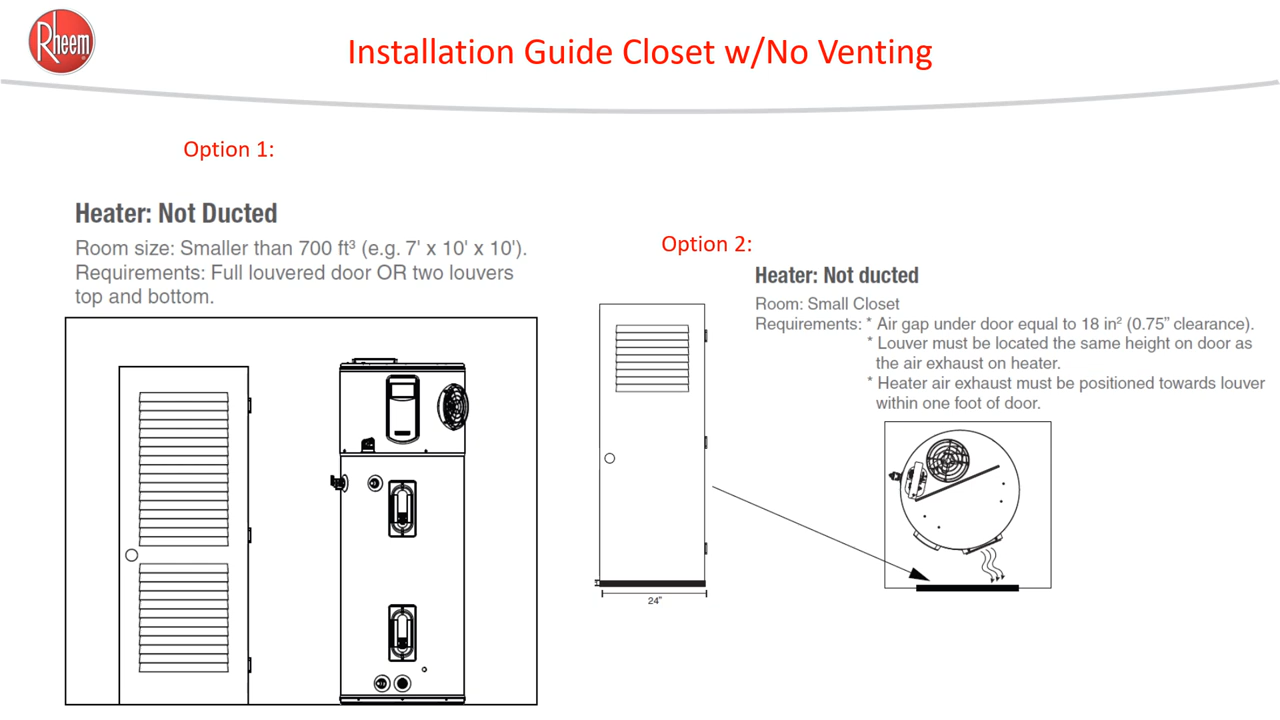 Rheem
Installation Guide Closet w/No Venting
Option 1:
Heater: Not Ducted
Room size: Smaller than 700 ft³ (e.g. 7' x 10' x 10').
Requirements: Full louvered door OR two louvers
top and bottom.
Option 2:
Heater: Not ducted
Room: Small Closet
Requirements: * Air gap under door equal to 18 in² (0.75” clearance).
* Louver must be located the same height on door as
the air exhaust on heater.
* Heater air exhaust must be positioned towards louver
within one foot of door.
24"